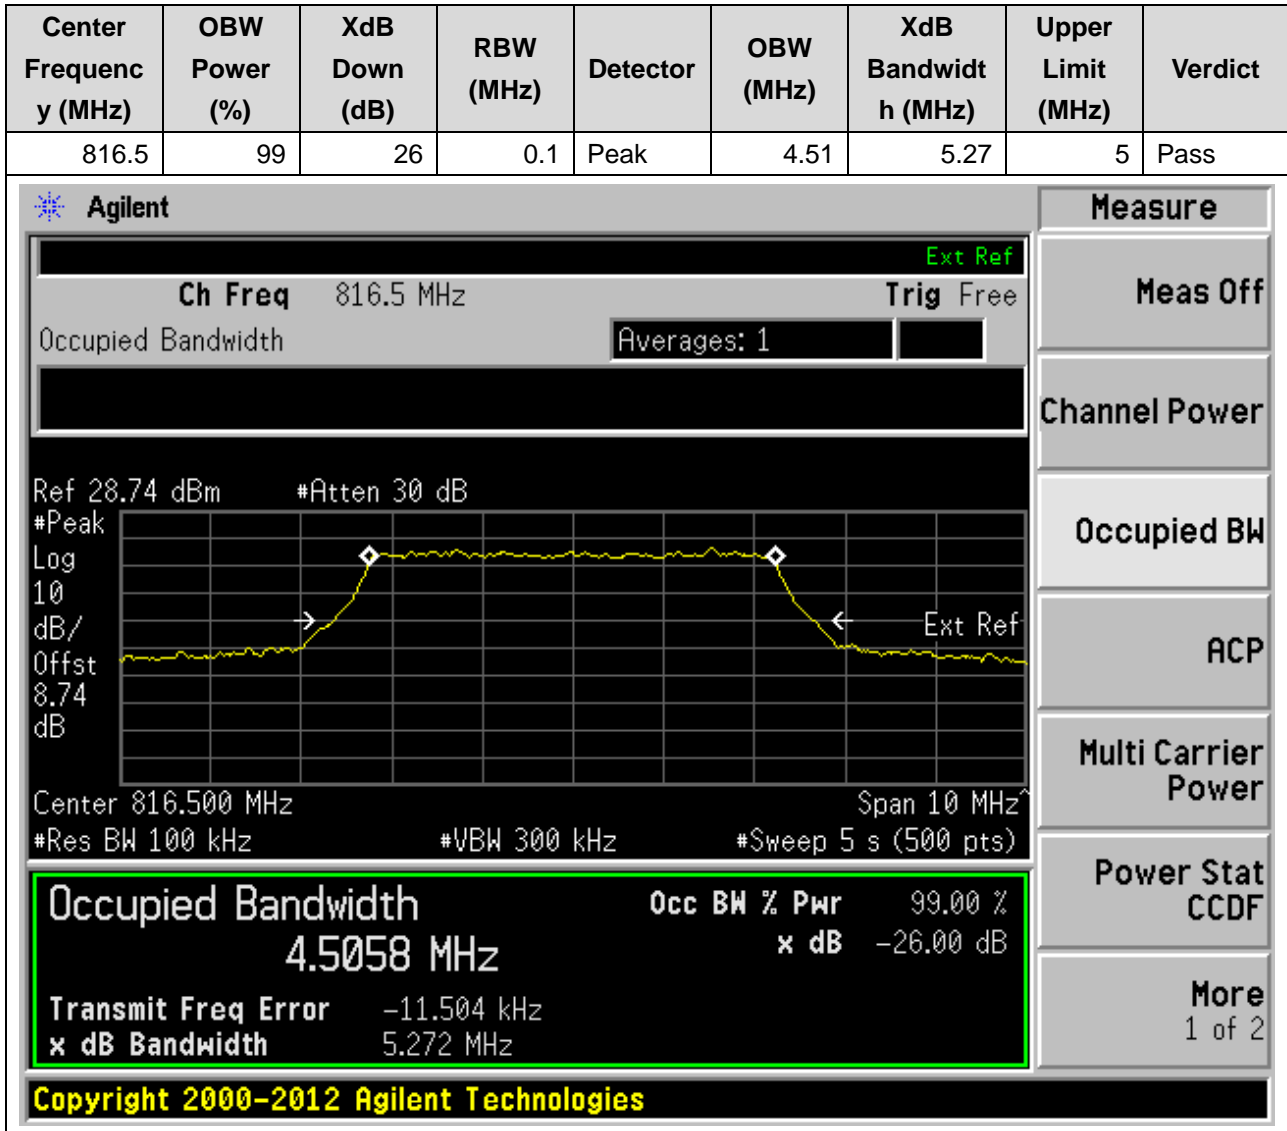 Center Frequenc y (MHz) OBW Power (%) XdB Down (dB) RBW (MHz) Detector OBW (MHz) XdB Bandwidt h (MHz) Upper Limit (MHz) Verdict
816.5 99 26 0.1 Peak 4.51 5.27 5 Pass
Agilent
Measure
Ext Ref
Ch Freq 816.5 MHz Trig Free
Meas Off
Occupied Bandwidth Averages: 1
Channel Power
Ref 28.74 dBm #Atten 30 dB
#Peak
Log
10
dB/
Offst
8.74
dB
Ext Ref
Occupied BW
ACP
Multi Carrier
Power
Center 816.500 MHz Span 10 MHz^
#Res BW 100 kHz #VBW 300 kHz #Sweep 5 s (500 pts)
Power Stat
CCDF
Occupied Bandwidth Occ BW % Pwr 99.00 %
4.5058 MHz x dB -26.00 dB
More
1 of 2
Transmit Freq Error -11.504 kHz
x dB Bandwidth 5.272 MHz
Copyright 2000-2012 Agilent Technologies